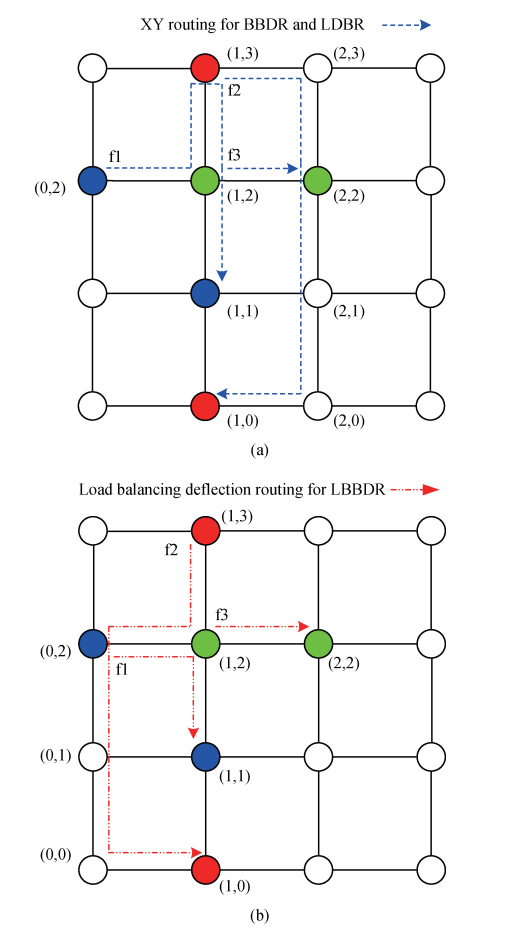 XY routing for BBDR and LDBR
(1,3)
(2,3)
f2
f1
f3
(0,2)
(1,2)
(2,2)
(1,1)
(2,1)
(1,0)
(2,0)
(a)
Load balancing deflection routing for LBBDR
(1,3)
f2
f3
(0,2)
f1
(1,2)
(2,2)
(0,1)
(1,1)
(0,0)
(1,0)
(b)